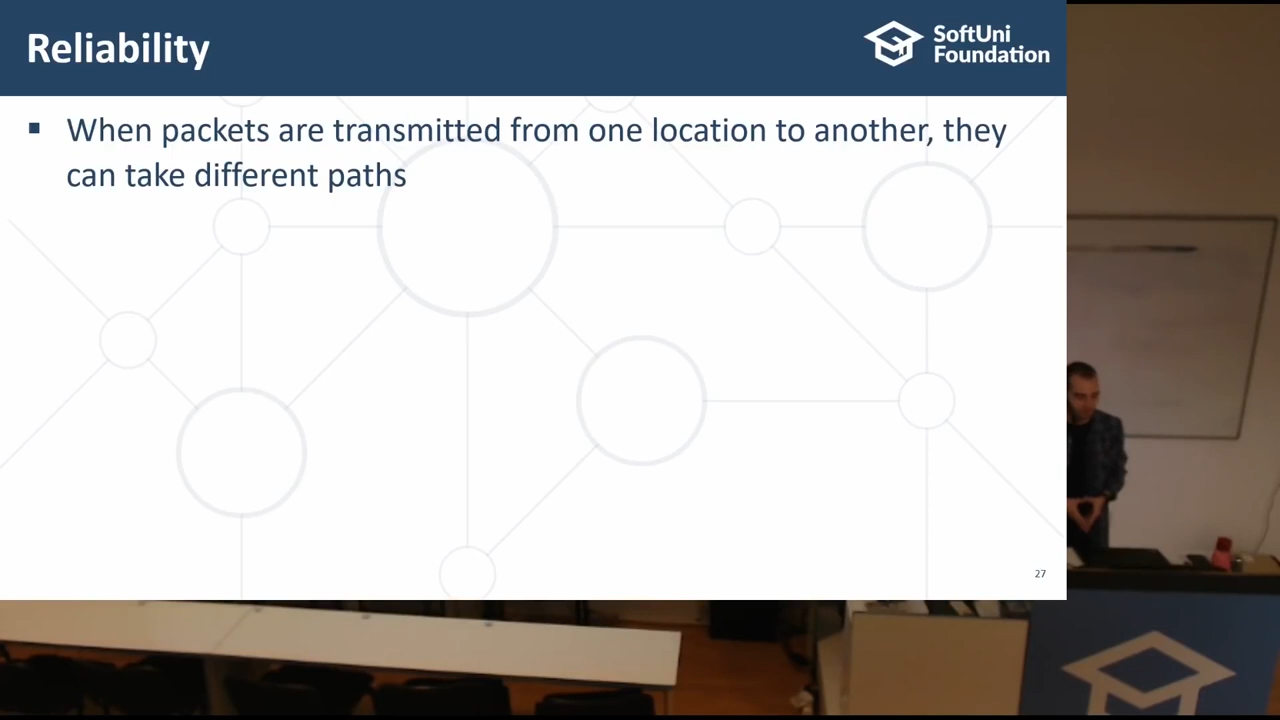 Reliability
SoftUni
Foundation
▪ When packets are transmitted from one location to another, they
can take different paths
27